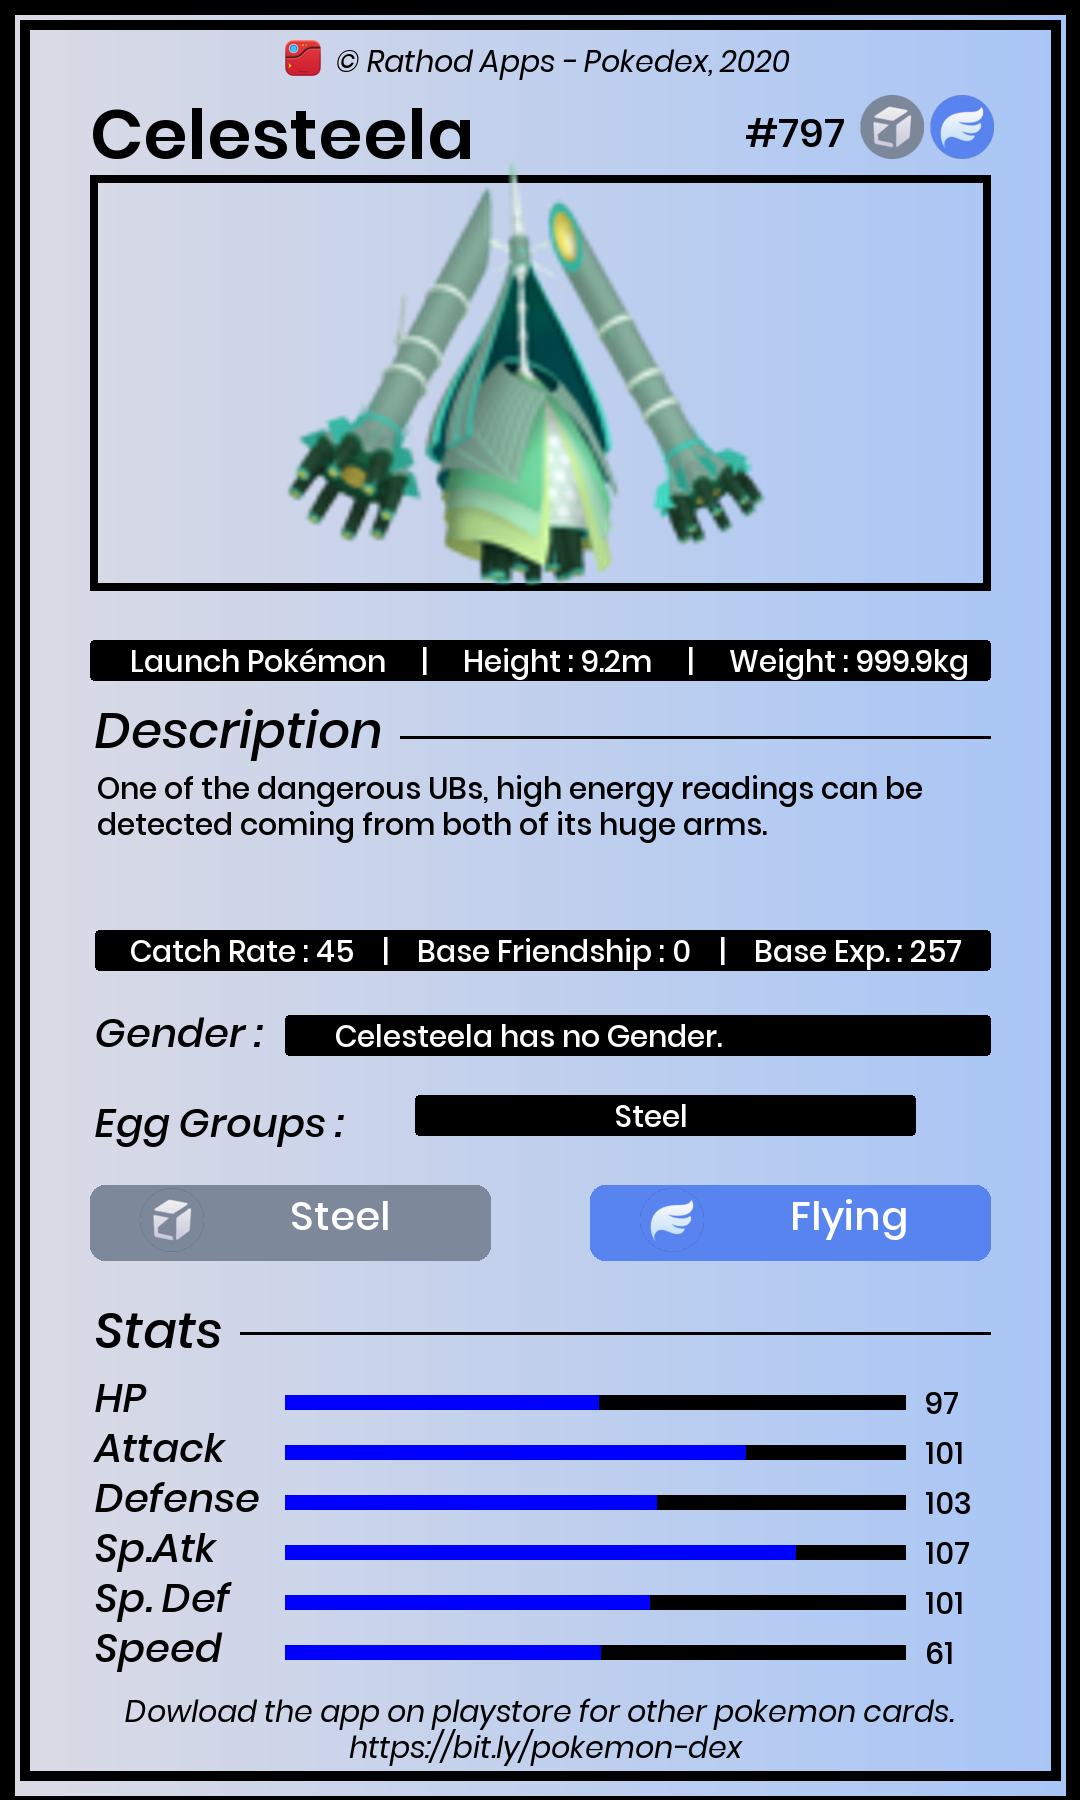 © Rathod Apps - Pokedex, 2020
Celesteela #797
Launch Pokémon | Height : 9.2m | Weight : 999.9kg
Description
One of the dangerous UBs, high energy readings can be
detected coming from both of its huge arms.
Catch Rate : 45 | Base Friendship : 0 | Base Exp. : 257
Gender : Celesteela has no Gender.
Egg Groups : Steel
Steel Flying
Stats
HP 97
Attack 101
Defense 103
Sp.Atk 107
Sp. Def 101
Speed 61
Dowload the app on playstore for other pokemon cards.
https://bit.ly/pokemon-dex